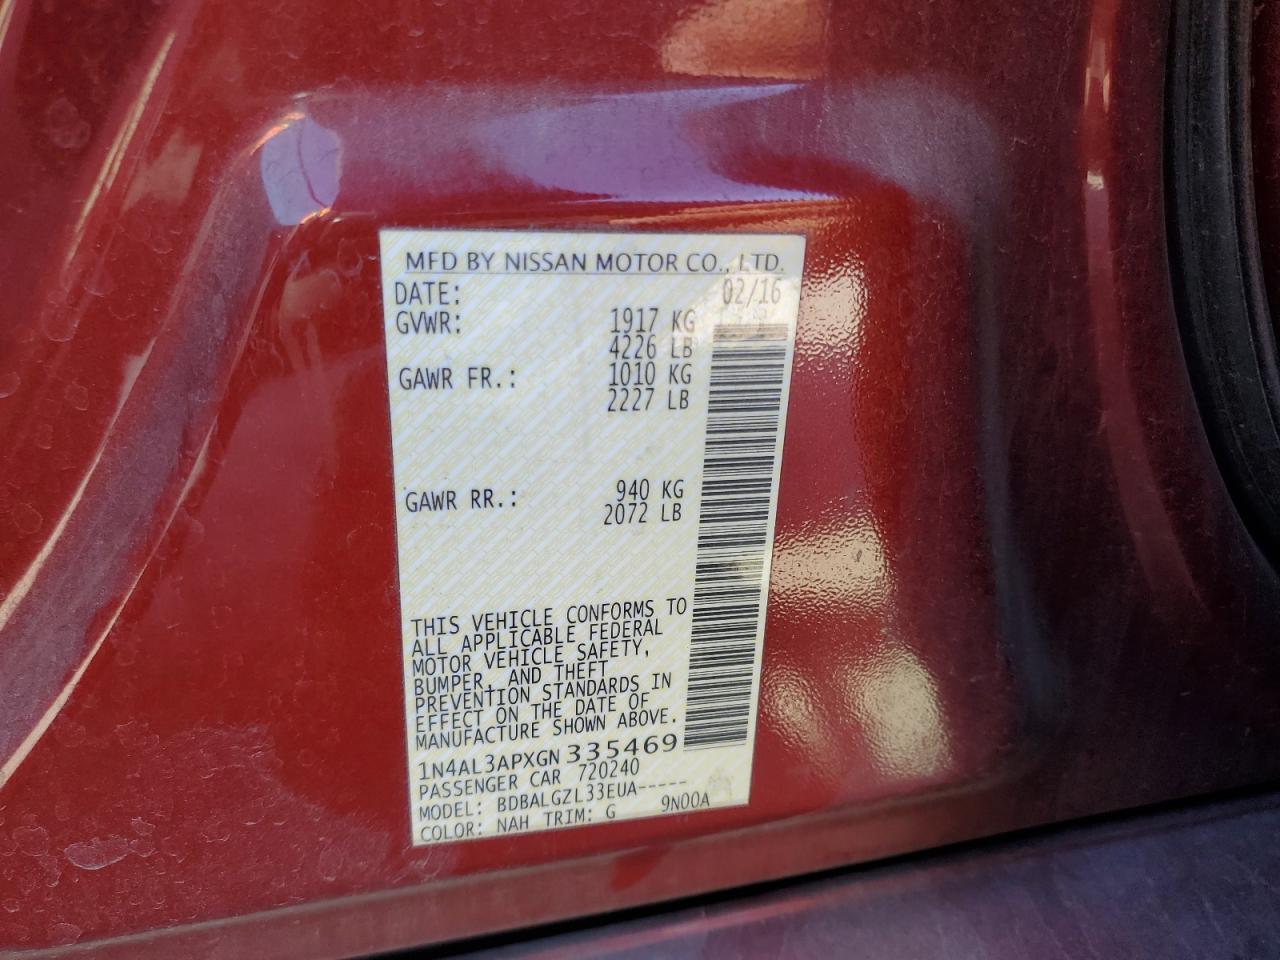 MFD BY NISSAN MOTOR CO., LTD.
DATE: 02/16
GVWR: 1917 KG
4226 LB
GAWR FR.: 1010 KG
2227 LB
GAWR RR.: 940 KG
2072 LB
THIS VEHICLE CONFORMS TO
ALL APPLICABLE FEDERAL
MOTOR VEHICLE SAFETY,
BUMPER, AND THEFT
PREVENTION STANDARDS IN
EFFECT ON THE DATE OF
MANUFACTURE SHOWN ABOVE.
1N4AL3APXGN335469
PASSENGER CAR 720240
MODEL: BDBALGZL33EUA-----
COLOR: NAH TRIM: G 9N00A